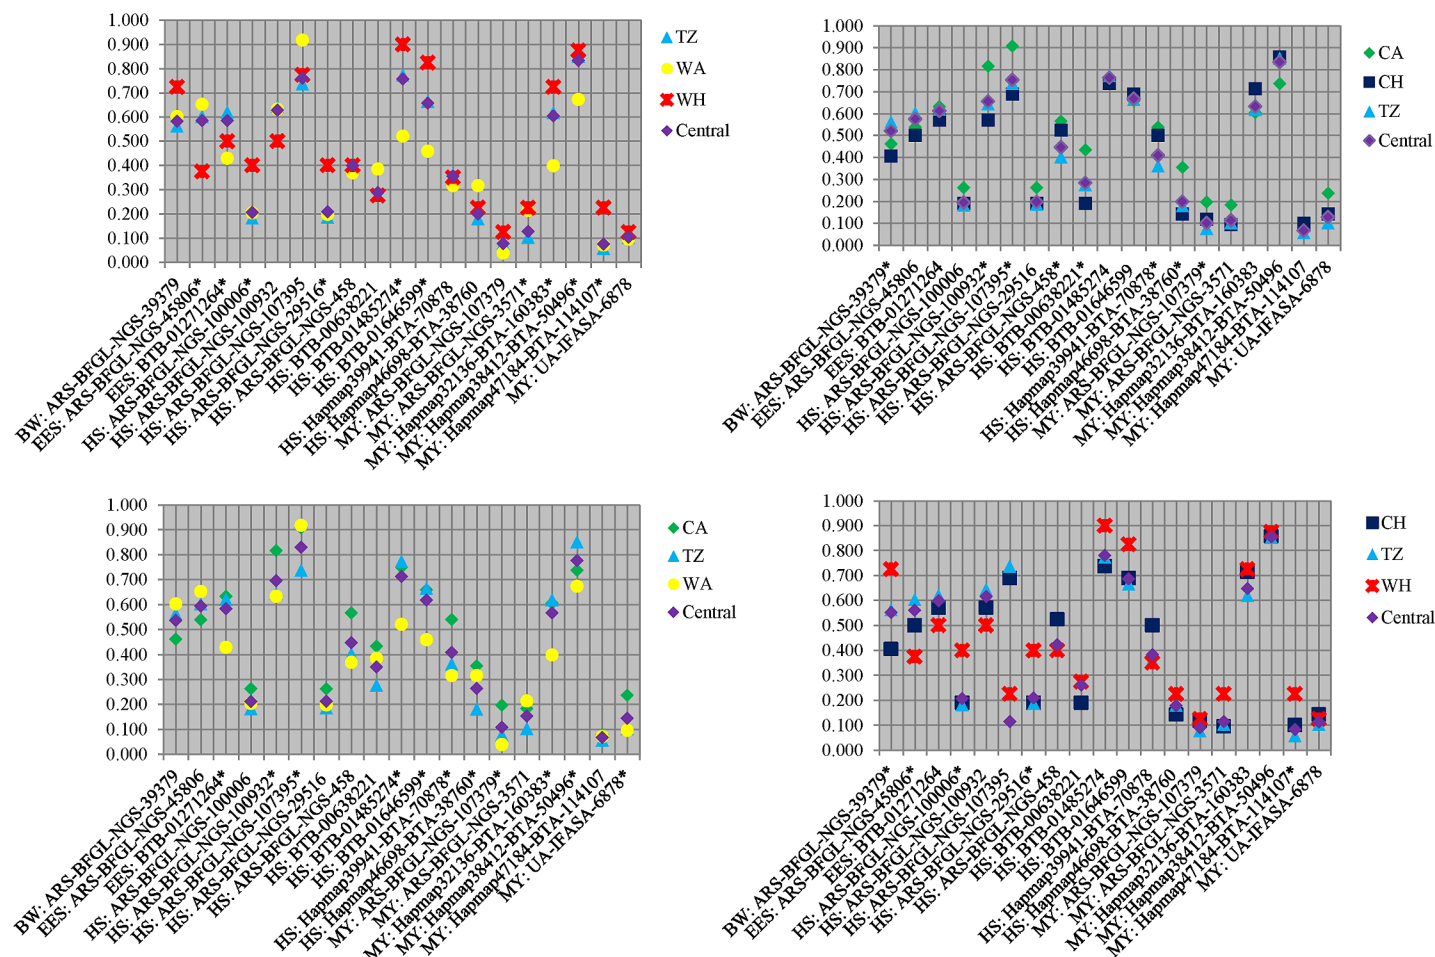 1.000
0.900
0.800
0.700
0.600
0.500
0.400
0.300
0.200
0.100
0.000
TZ
WA
WH
Central
BW: ARS-BFGL-NGS-39379
EES: ARS-BFGL-NGS-45806*
EES: BTB-01271264*
HS: ARS-BFGL-NGS-100006*
HS: ARS-BFGL-NGS-100932
HS: ARS-BFGL-NGS-107395
HS: ARS-BFGL-NGS-29516*
HS: ARS-BFGL-NGS-458
HS: BTB-00638221
HS: BTB-01485274*
HS: BTB-01646599*
HS: Hapmap39941-BTA-70878
HS: Hapmap46698-BTA-38760
MY: ARS-BFGL-NGS-107379
MY: ARS-BFGL-NGS-3571*
MY: Hapmap32136-BTA-160383*
MY: Hapmap38412-BTA-50496*
MY: Hapmap47184-BTA-114107*
MY: UA-IFASA-6878
1.000
0.900
0.800
0.700
0.600
0.500
0.400
0.300
0.200
0.100
0.000
CA
CH
TZ
Central
BW: ARS-BFGL-NGS-39379*
EES: ARS-BFGL-NGS-45806
EES: BTB-01271264
HS: ARS-BFGL-NGS-100006
HS: ARS-BFGL-NGS-100932*
HS: ARS-BFGL-NGS-107395*
HS: ARS-BFGL-NGS-29516
HS: ARS-BFGL-NGS-458*
HS: BTB-00638221*
HS: BTB-01485274
HS: BTB-01646599
HS: Hapmap39941-BTA-70878*
HS: Hapmap46698-BTA-38760*
MY: ARS-BFGL-NGS-107379*
MY: ARS-BFGL-NGS-3571
MY: Hapmap32136-BTA-160383
MY: Hapmap38412-BTA-50496
MY: Hapmap47184-BTA-114107
MY: UA-IFASA-6878
1.000
0.900
0.800
0.700
0.600
0.500
0.400
0.300
0.200
0.100
0.000
CA
TZ
WA
Central
BW: ARS-BFGL-NGS-39379
EES: ARS-BFGL-NGS-45806
EES: BTB-01271264*
HS: ARS-BFGL-NGS-100006
HS: ARS-BFGL-NGS-100932*
HS: ARS-BFGL-NGS-107395*
HS: ARS-BFGL-NGS-29516
HS: ARS-BFGL-NGS-458
HS: BTB-00638221
HS: BTB-01485274*
HS: BTB-01646599*
HS: Hapmap39941-BTA-70878*
HS: Hapmap46698-BTA-38760*
MY: ARS-BFGL-NGS-107379*
MY: ARS-BFGL-NGS-3571
MY: Hapmap32136-BTA-160383*
MY: Hapmap38412-BTA-50496*
MY: Hapmap47184-BTA-114107
MY: UA-IFASA-6878*
1.000
0.900
0.800
0.700
0.600
0.500
0.400
0.300
0.200
0.100
0.000
CH
TZ
WH
Central
BW: ARS-BFGL-NGS-39379*
EES: ARS-BFGL-NGS-45806*
EES: BTB-01271264
HS: ARS-BFGL-NGS-100006*
HS: ARS-BFGL-NGS-100932
HS: ARS-BFGL-NGS-107395
HS: ARS-BFGL-NGS-29516*
HS: ARS-BFGL-NGS-458
HS: BTB-00638221
HS: BTB-01485274
HS: BTB-01646599
HS: Hapmap39941-BTA-70878
HS: Hapmap46698-BTA-38760
MY: ARS-BFGL-NGS-107379
MY: ARS-BFGL-NGS-3571
MY: Hapmap32136-BTA-160383
MY: Hapmap38412-BTA-50496
MY: Hapmap47184-BTA-114107*
MY: UA-IFASA-6878